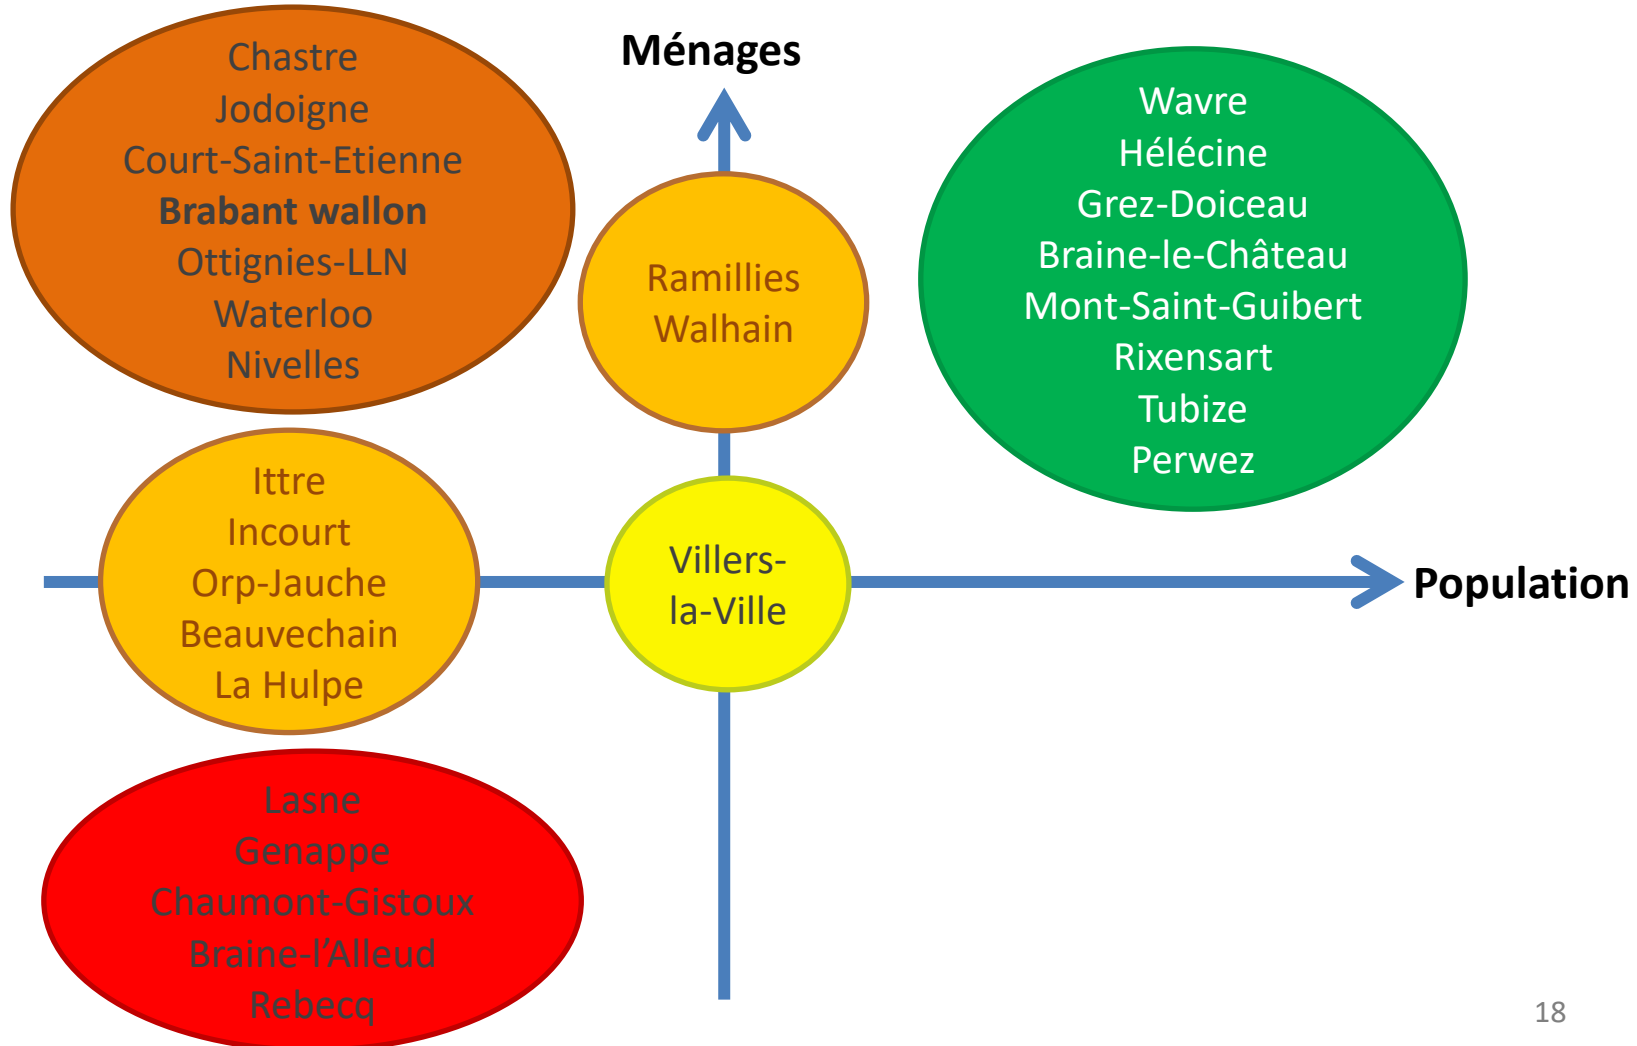 Chastre
Jodoigne
Court-Saint-Etienne
Brabant wallon
Ottignies-LLN
Waterloo
Nivelles
Ménages
Ramillies
Walhain
Wavre
Hélécine
Grez-Doiceau
Braine-le-Château
Mont-Saint-Guibert
Rixensart
Tubize
Perwez
Ittre
Incourt
Orp-Jauche
Beauvechain
La Hulpe
Villers-
la-Ville
Population
Lasne
Genappe
Chaumont-Gistoux
Braine-l’Alleud
Rebecq
18